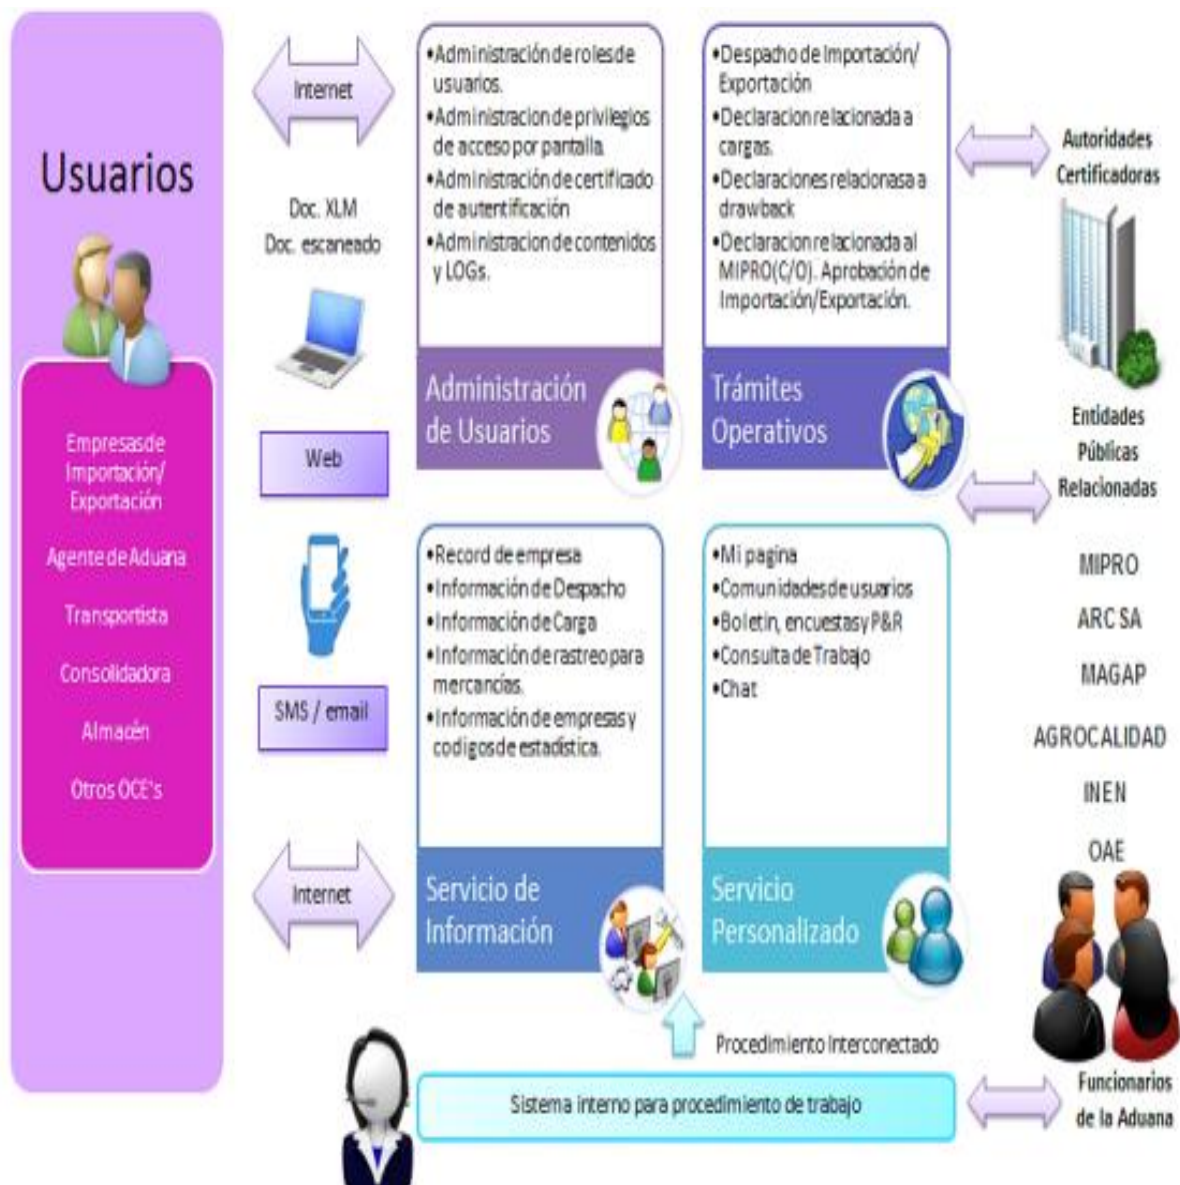 Usuarios
Empresas de
Importación/
Exportación
Agente de Aduana
Transportista
Consolidadora
Almacén
Otros OCE's
Internet
Doc. XLM
Doc. escaneado
Web
SMS / email
Internet
•Administración de roles de
usuarios.
•Administracion de privilegios
de acceso por pantalla.
•Administración de certificado
de autentificación
•Administracion de contenidos
y LOGs.
Administración
de Usuarios
•Despacho de Importación/
Exportación
•Declaracion relacionada a
cargas.
•Declaraciones relacionasa a
drawback
•Declaracion relacionada al
MIPRO(C/O). Aprobación de
Importación/Exportación.
Trámites
Operativos
•Record de empresa
•Información de Despacho
•Información de Carga
•Información de rastreo para
mercancías.
•Información de empresas y
codigos de estadística.
Servicio de
Información
•Mi pagina
•Comunidades de usuarios
•Boletin, encuestas y P&R
•Consulta de Trabajo
•Chat
Servicio
Personalizado
Autoridades
Certificadoras
Entidades
Públicas
Relacionadas
MIPRO
ARCSA
MAGAP
AGROCALIDAD
INEN
OAE
Funcionarios
de la Aduana
Procedimiento Interconectado
Sistema interno para procedimiento de trabajo